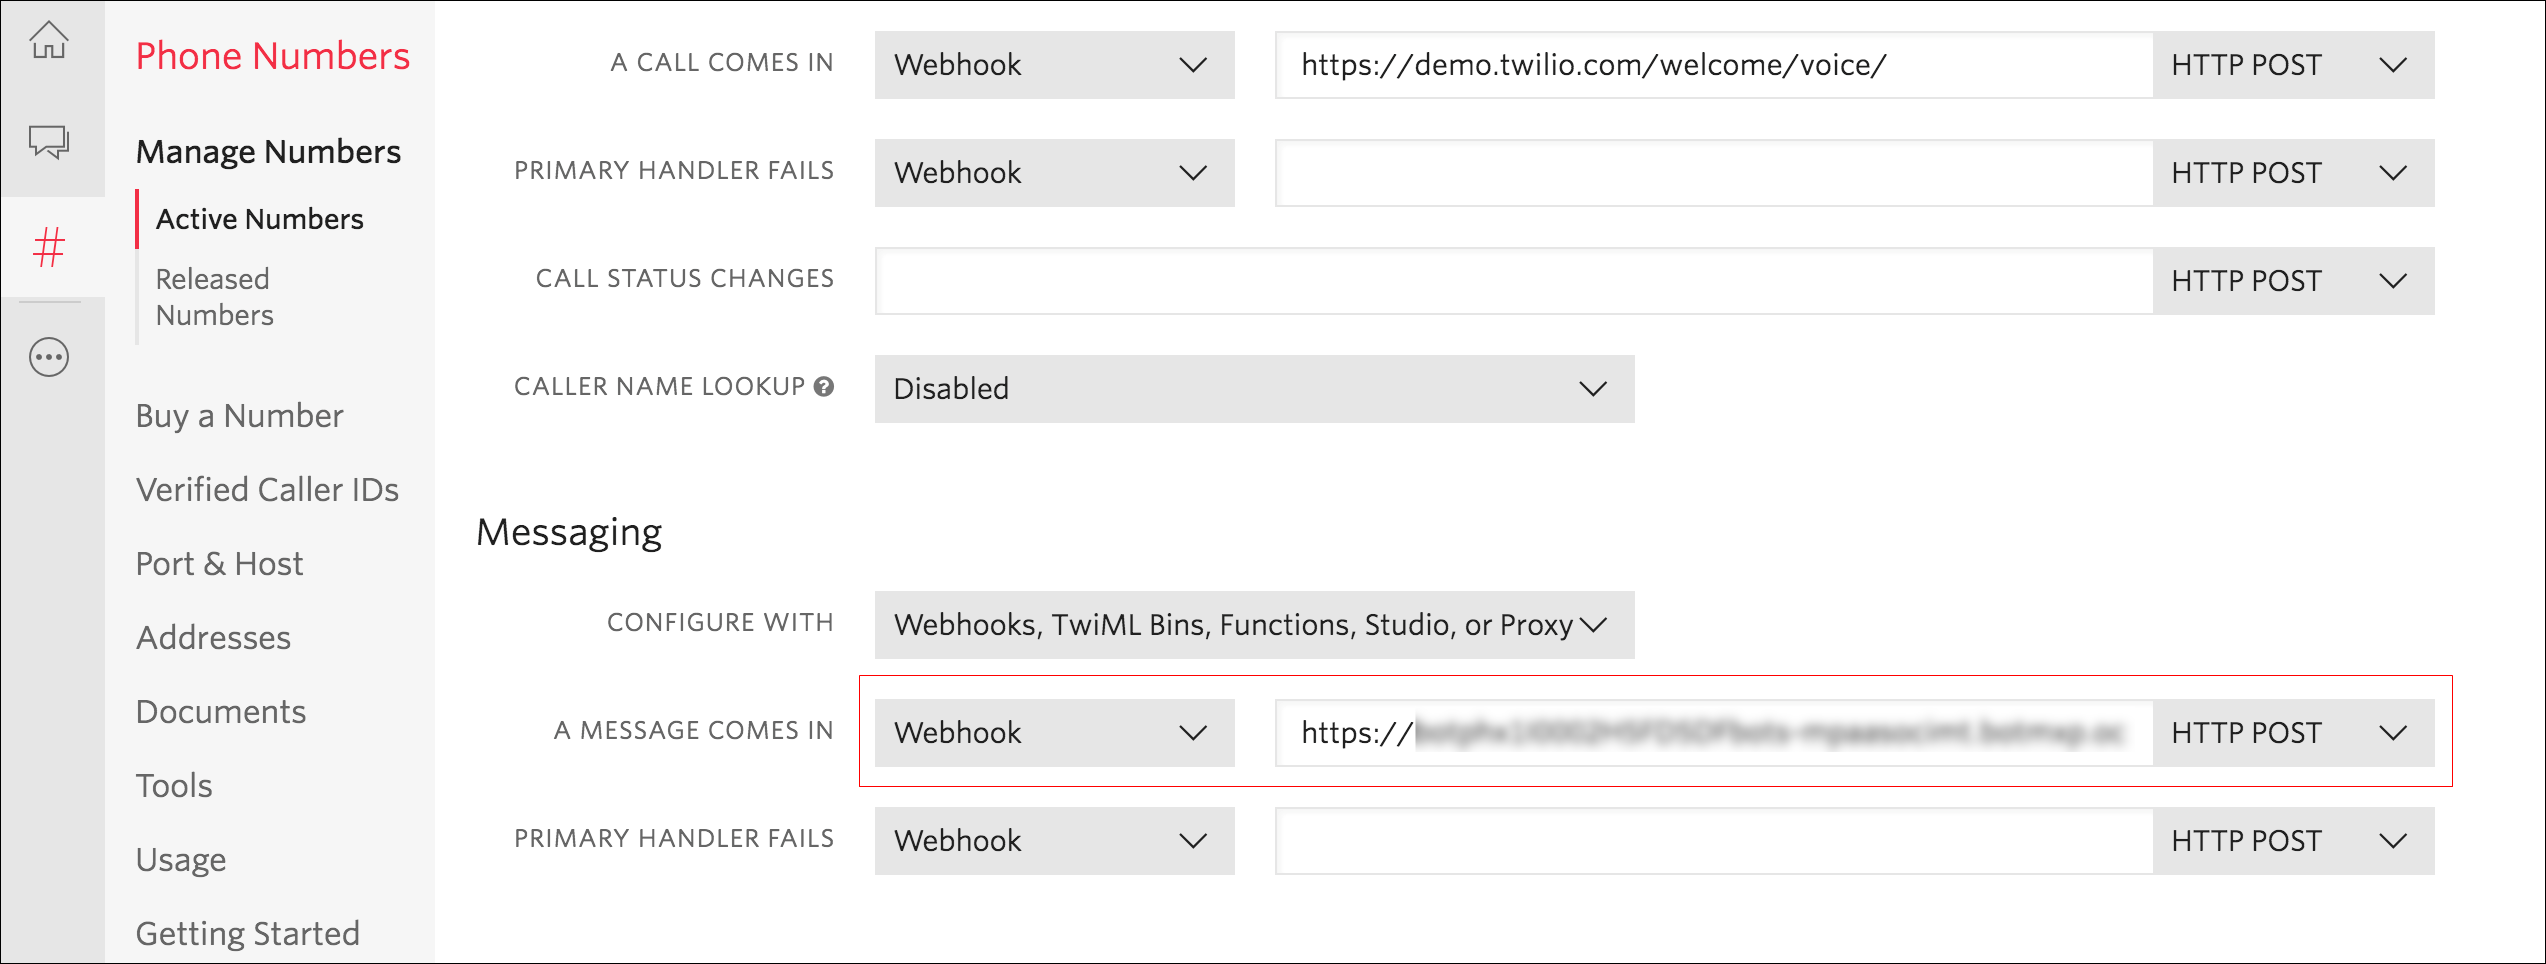 Phone Numbers
Manage Numbers
Active Numbers
Released
Numbers
Buy a Number
Verified Caller IDs
Port & Host
Addresses
Documents
Tools
Usage
Getting Started
A CALL COMES IN Webhook https://demo.twilio.com/welcome/voice/ HTTP POST
PRIMARY HANDLER FAILS Webhook HTTP POST
CALL STATUS CHANGES HTTP POST
CALLER NAME LOOKUP ? Disabled
Messaging
CONFIGURE WITH Webhooks, TwiML Bins, Functions, Studio, or Proxy
A MESSAGE COMES IN Webhook https:// HTTP POST
PRIMARY HANDLER FAILS Webhook HTTP POST